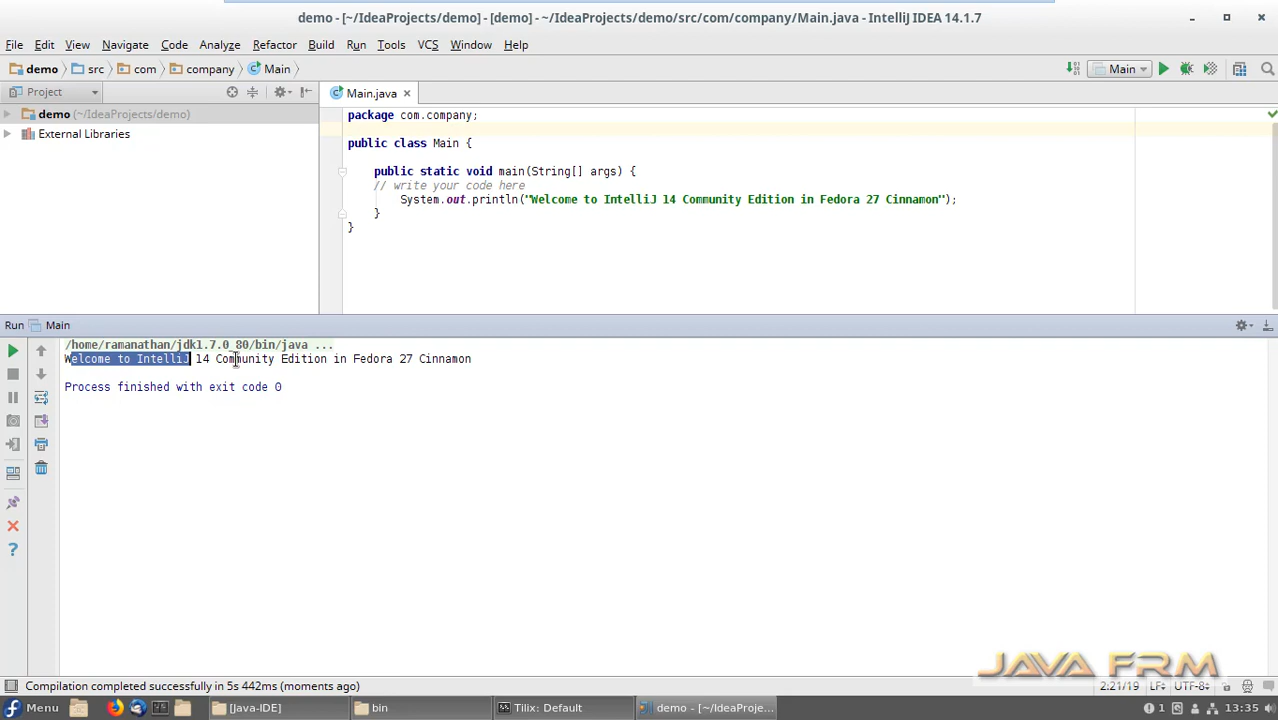 demo - [~/IdeaProjects/demo] - [demo] - ~/IdeaProjects/demo/src/com/company/Main.java - IntelliJ IDEA 14.1.7
File Edit View Navigate Code Analyze Refactor Build Run Tools VCS Window Help
demo src com company Main Main
Project Main.java
demo (~/IdeaProjects/demo)
External Libraries
package com.company;
public class Main {
public static void main(String[] args) {
// write your code here
System.out.println("Welcome to IntelliJ 14 Community Edition in Fedora 27 Cinnamon");
}
}
Run Main
/home/ramanathan/jdk1.7.0_80/bin/java ...
Welcome to IntelliJ 14 Community Edition in Fedora 27 Cinnamon
Process finished with exit code 0
JAVA FRM
Compilation completed successfully in 5s 442ms (moments ago) 2:21/19 LF÷ UTF-8÷
Menu [Java-IDE] bin Tilix: Default demo - [~/IdeaProje... 1 13:35